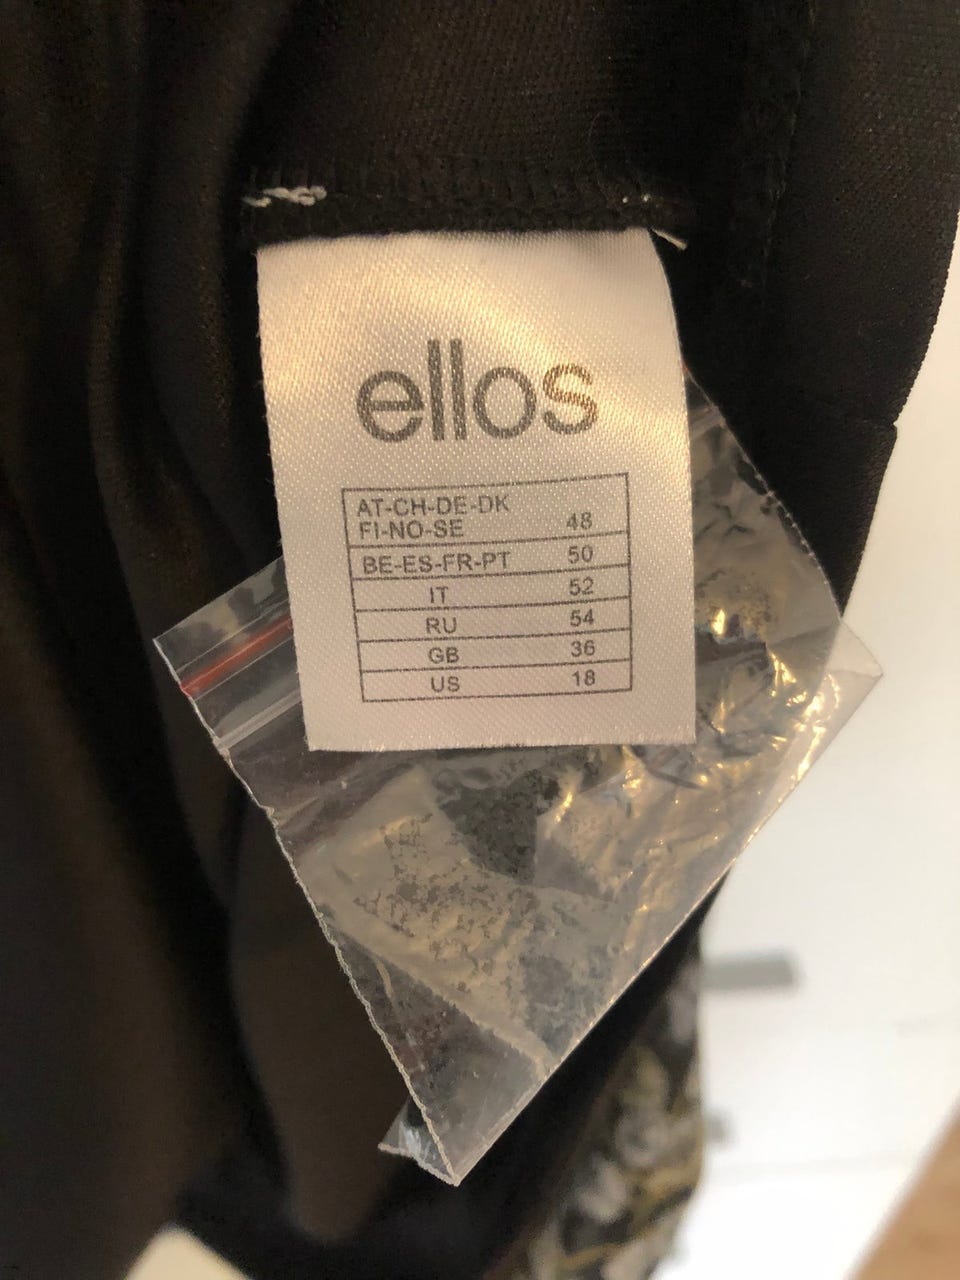 ellos
AT-CH-DE-DK
FI-NO-SE 48
BE-ES-FR-PT 50
IT 52
RU 54
GB 36
US 18